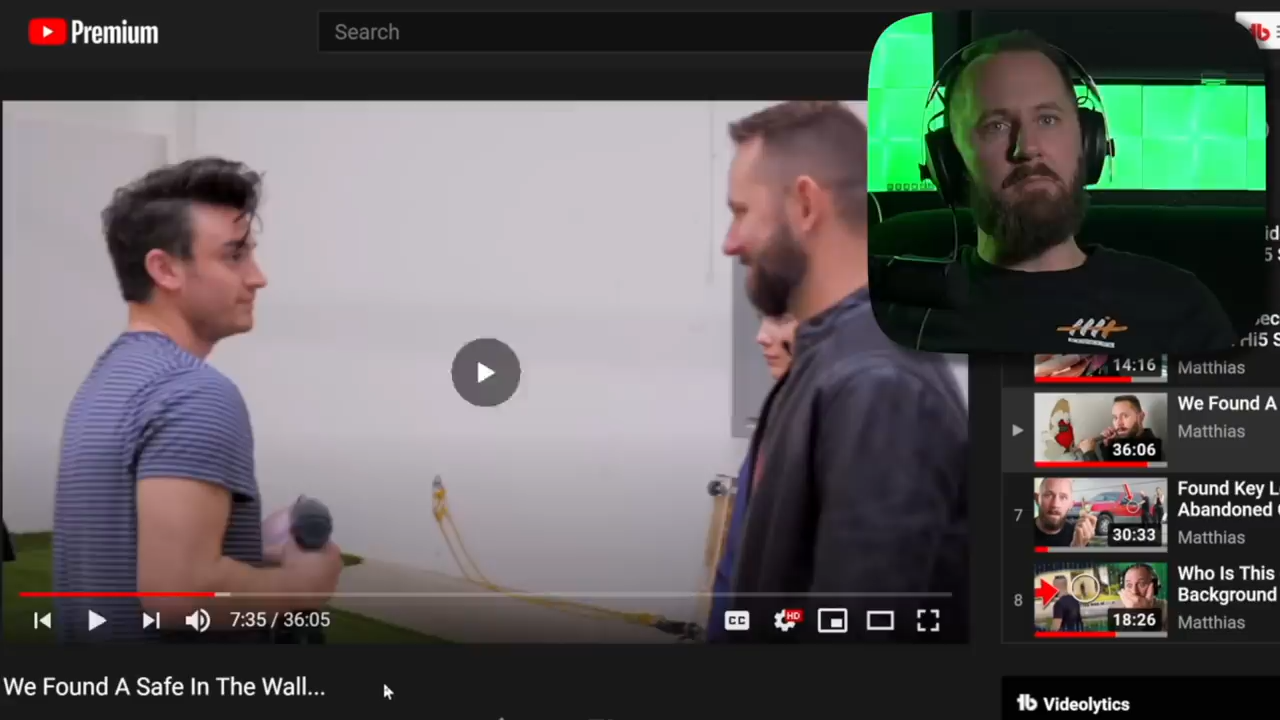 Premium
Search
14:16
Matthias
We Found A
Matthias
36:06
7
Found Key L
Abandoned
Matthias
30:33
8
Who Is This
Background
Matthias
18:26
7:35 / 36:05
CC
HD
We Found A Safe In The Wall...
tb Videolytics